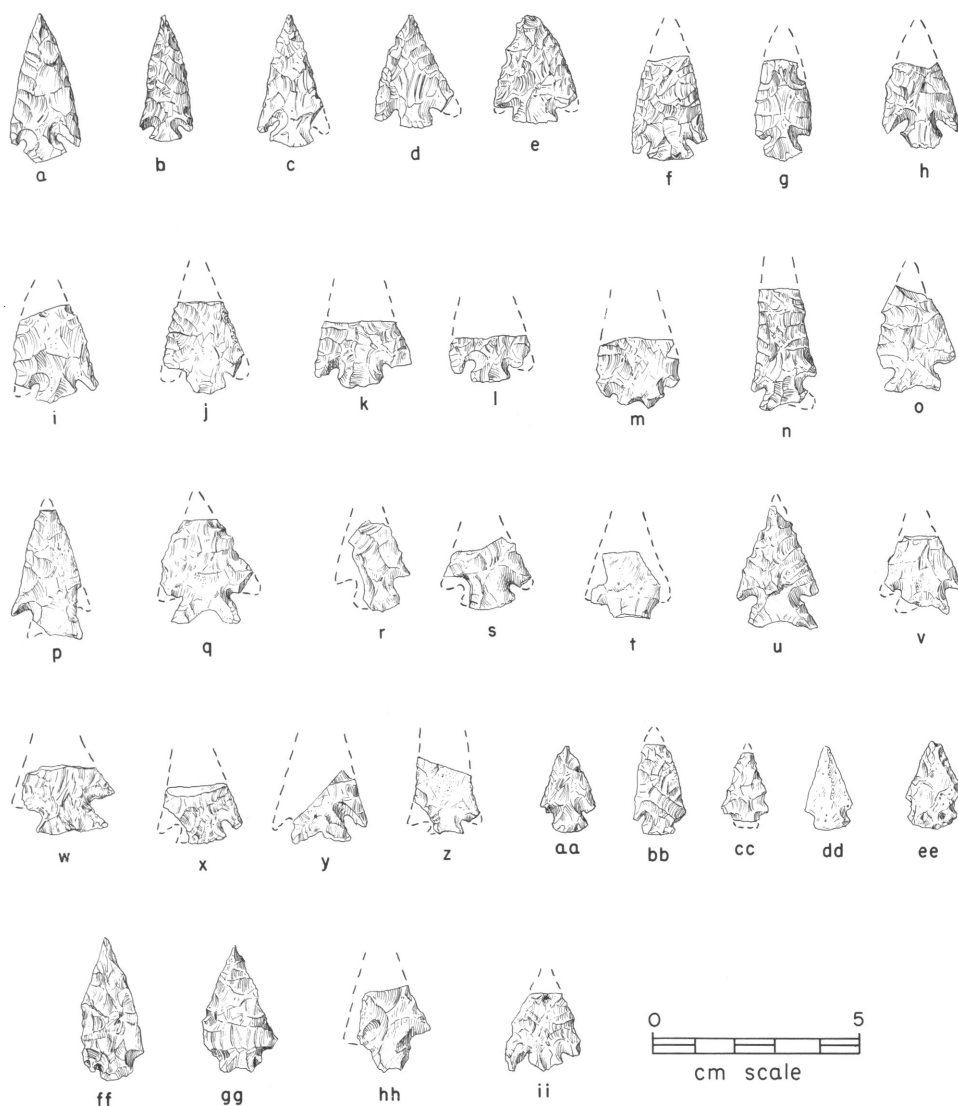 a b c d e f g h
i j k l m n o
p q r s t u v
w x y z aa bb cc dd ee
ff gg hh ii
0 5
cm scale